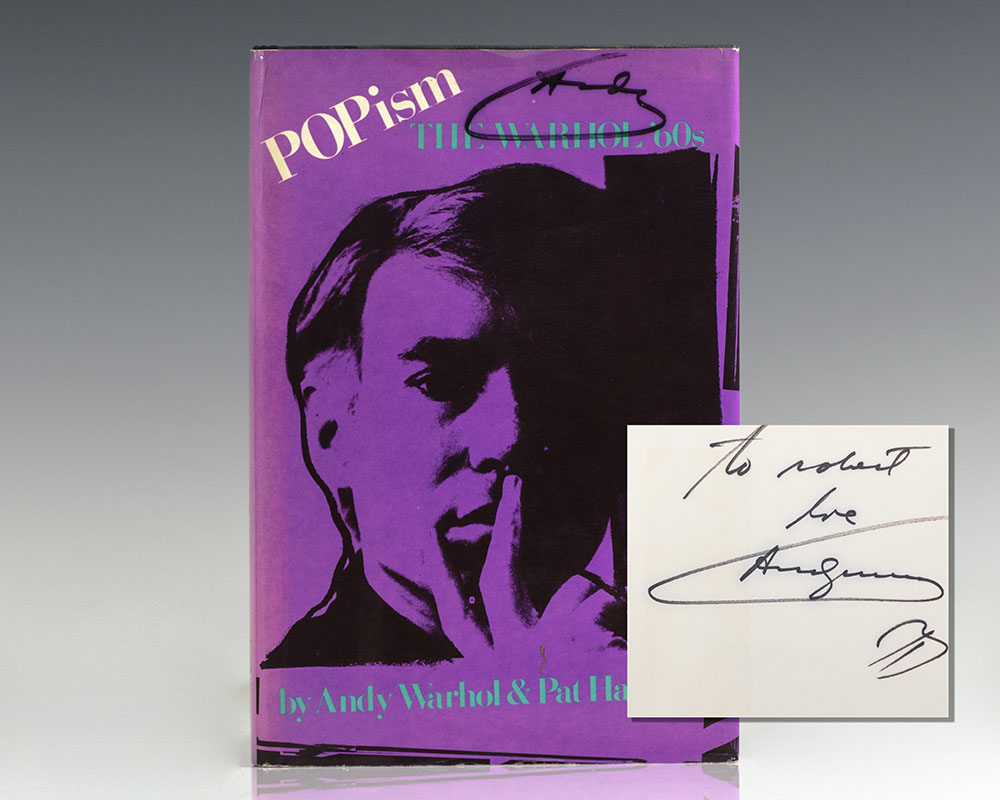 POPism
Andy
THE WARHOL '60s
by Andy Warhol & Pat Ha
to robert
love